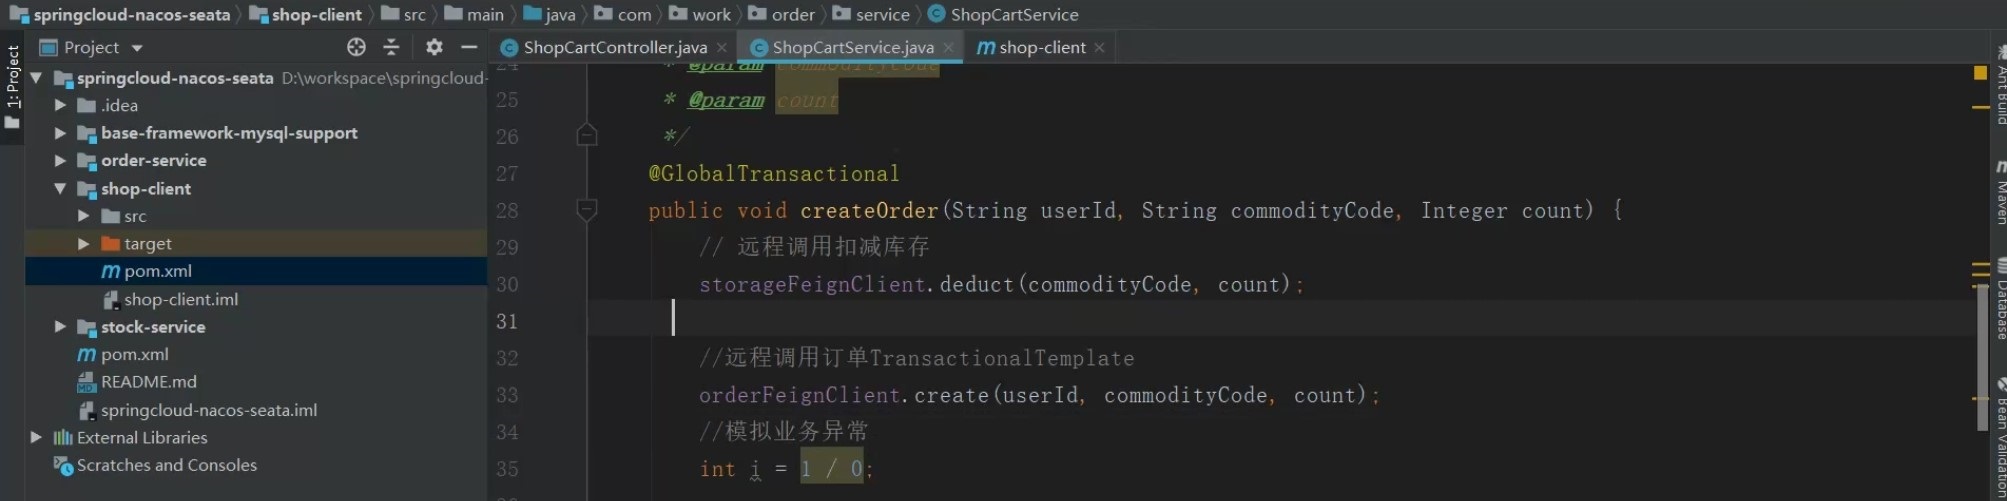 springcloud-nacos-seata shop-client src main java com work order service ShopCartService
Project ShopCartController.java ShopCartService.java shop-client
1: Project
springcloud-nacos-seata D:\workspace\springcloud-
.idea
base-framework-mysql-support
order-service
shop-client
src
target
pom.xml
shop-client.iml
stock-service
pom.xml
README.md
springcloud-nacos-seata.iml
External Libraries
Scratches and Consoles
24 * @param commodityCode
25 * @param count
26 */
27 @GlobalTransactional
28 public void createOrder(String userId, String commodityCode, Integer count) {
29 // 远程调用扣减库存
30 storageFeignClient.deduct(commodityCode, count);
31
32 //远程调用订单TransactionalTemplate
33 orderFeignClient.create(userId, commodityCode, count);
34 //模拟业务异常
35 int i = 1 / 0;
Ant Build
Maven
Database
Bean Validation